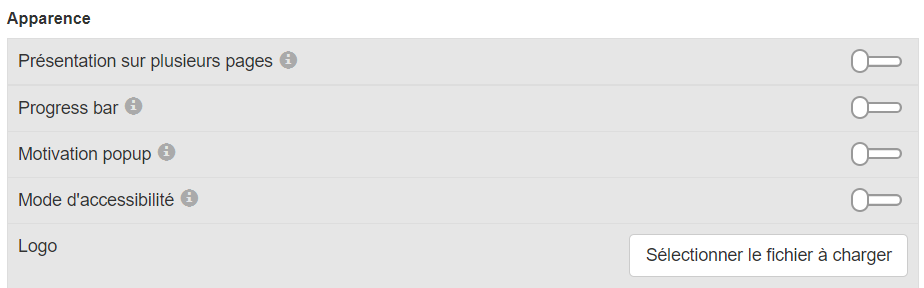 Apparence
Présentation sur plusieurs pages
Progress bar
Motivation popup
Mode d'accessibilité
Logo
Sélectionner le fichier à charger